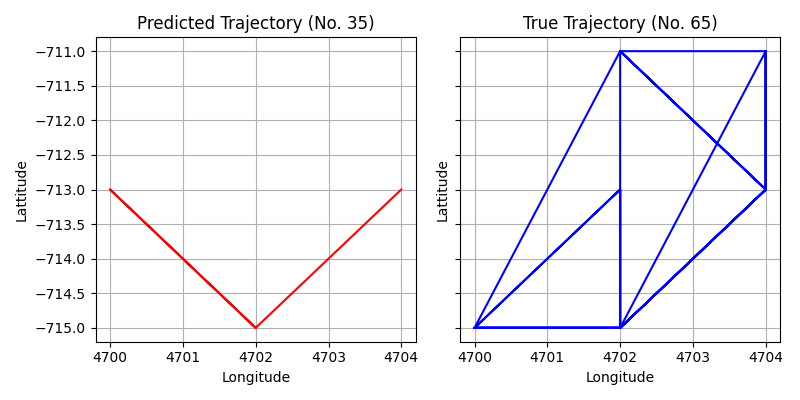 Predicted Trajectory (No. 35)
−711.0
−711.5
−712.0
−712.5
−713.0
−713.5
−714.0
−714.5
−715.0
Lattitude
4700 4701 4702 4703 4704
Longitude
True Trajectory (No. 65)
Lattitude
4700 4701 4702 4703 4704
Longitude